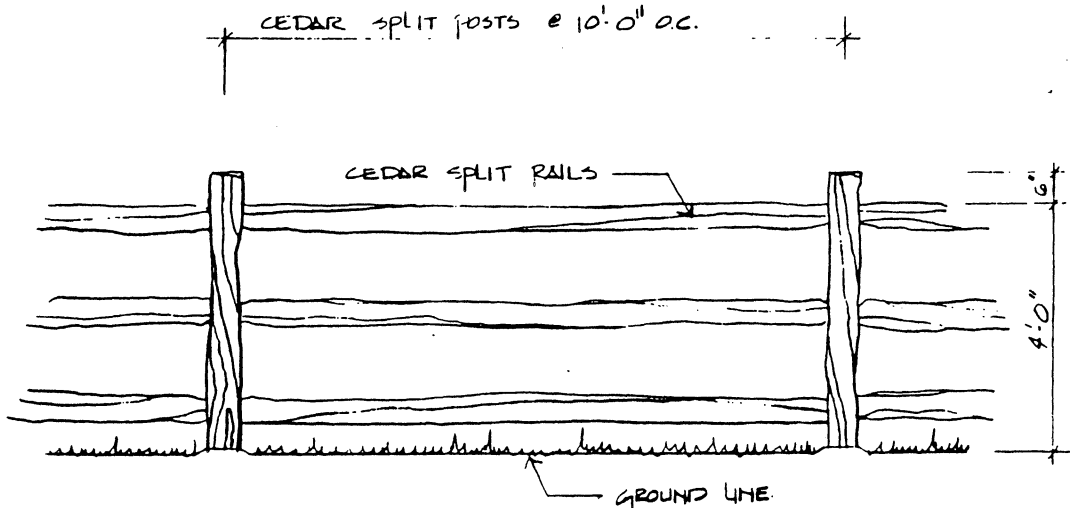 CEDAR SPLIT POSTS @ 10'-0" O.C.
CEDAR SPLIT RAILS
6"
4'-0"
GROUND LINE